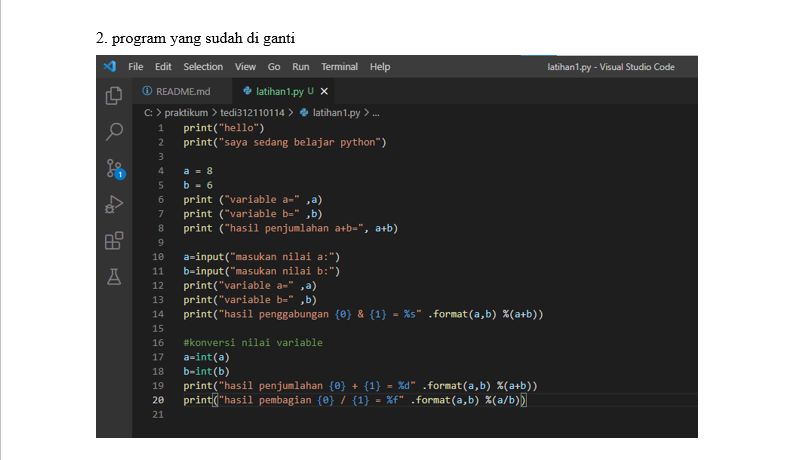 2. program yang sudah di ganti
File Edit Selection View Go Run Terminal Help
latihan1.py - Visual Studio Code
README.md
latihan1.py U ×
C: > praktikum > tedi312110114 > latihan1.py > ...
1 print("hello")
2 print("saya sedang belajar python")
3
4 a = 8
5 b = 6
6 print ("variable a=" ,a)
7 print ("variable b=" ,b)
8 print ("hasil penjumlahan a+b=", a+b)
9
10 a=input("masukan nilai a:")
11 b=input("masukan nilai b:")
12 print("variable a=" ,a)
13 print("variable b=" ,b)
14 print("hasil penggabungan {0} & {1} = %s" .format(a,b) %(a+b))
15
16 #konversi nilai variable
17 a=int(a)
18 b=int(b)
19 print("hasil penjumlahan {0} + {1} = %d" .format(a,b) %(a+b))
20 print("hasil pembagian {0} / {1} = %f" .format(a,b) %(a/b))
21
1